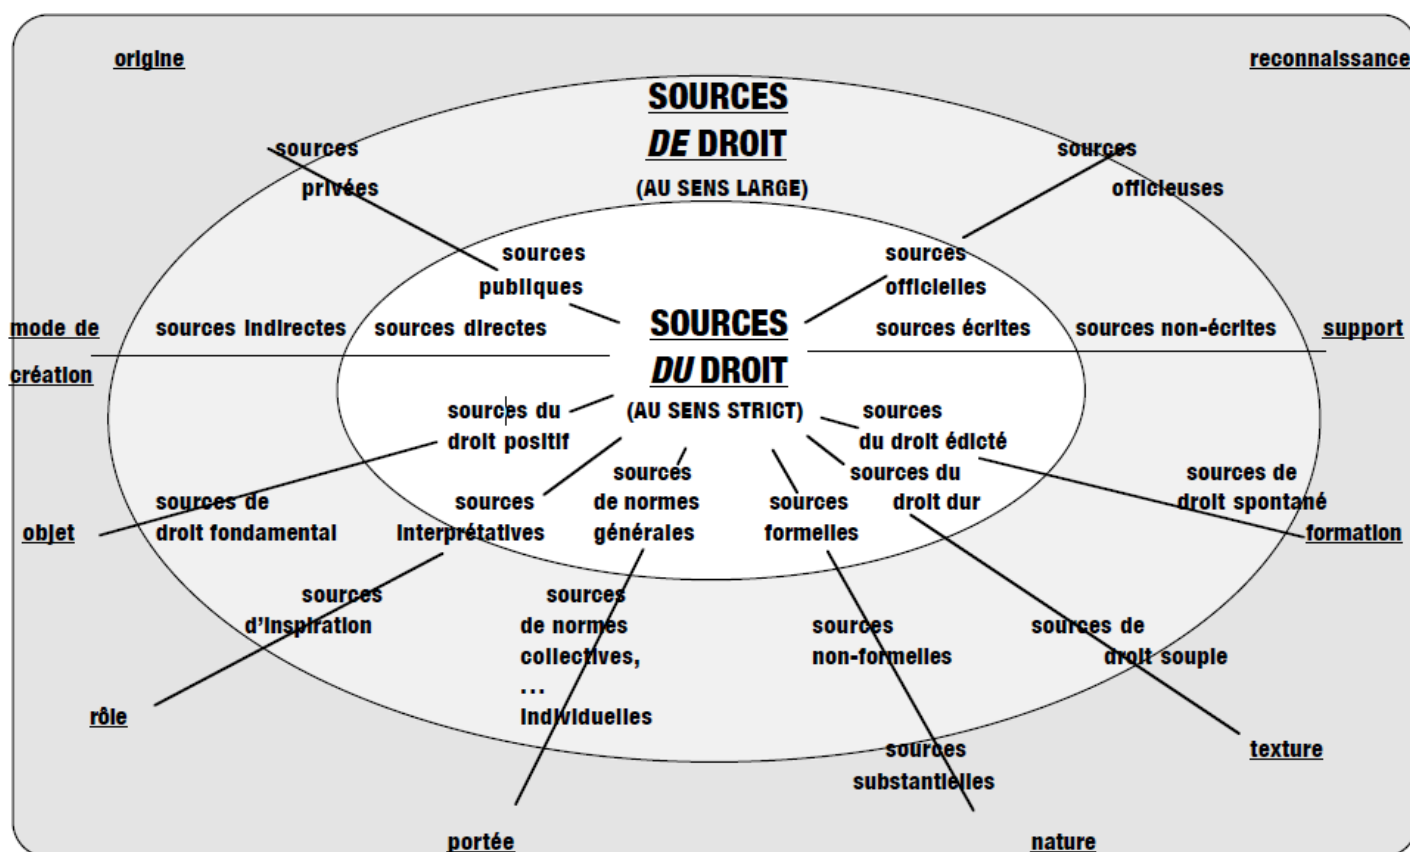 origine
reconnaissance
SOURCES
DE DROIT
(AU SENS LARGE)
sources
privées
sources
officieuses
sources
publiques
sources
officielles
mode de
création
sources indirectes
sources directes
SOURCES
DU DROIT
(AU SENS STRICT)
sources écrites
sources non-écrites
support
sources du
droit positif
sources
du droit édicté
sources de
droit fondamental
objet
sources
interprétatives
sources
de normes
générales
sources
formelles
sources du
droit dur
sources de
droit spontané
formation
sources
d'inspiration
rôle
sources
de normes
collectives,
...
individuelles
portée
sources
non-formelles
sources
substantielles
nature
sources de
droit souple
texture